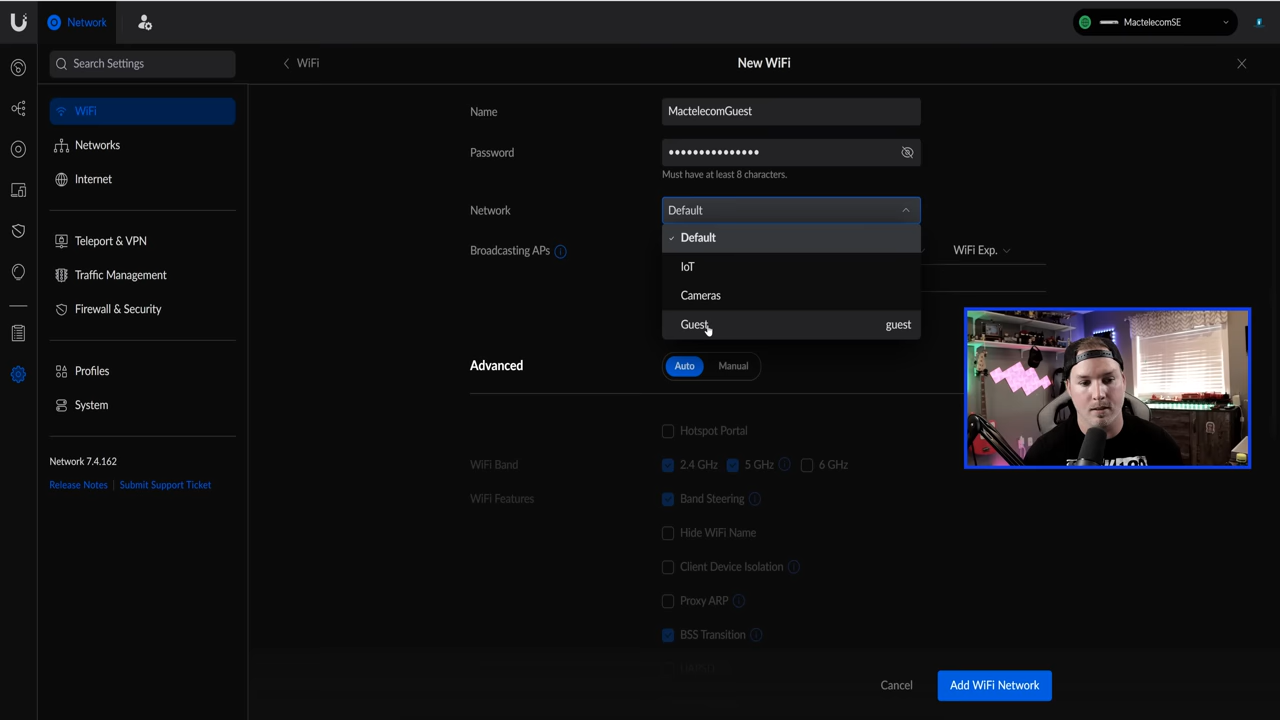 Network
MactelecomSE
Search Settings
WiFi
New WiFi
WiFi
Networks
Internet
Teleport & VPN
Traffic Management
Firewall & Security
Profiles
System
Network 7.4.162
Release Notes | Submit Support Ticket
Name
MactelecomGuest
Password
•••••••••••••••
Must have at least 8 characters.
Network
Default
Default
IoT
Cameras
Guest guest
Broadcasting APs
WiFi Exp.
Advanced
Auto Manual
Hotspot Portal
WiFi Band
2.4 GHz 5 GHz 6 GHz
WiFi Features
Band Steering
Hide WiFi Name
Client Device Isolation
Proxy ARP
BSS Transition
Cancel
Add WiFi Network